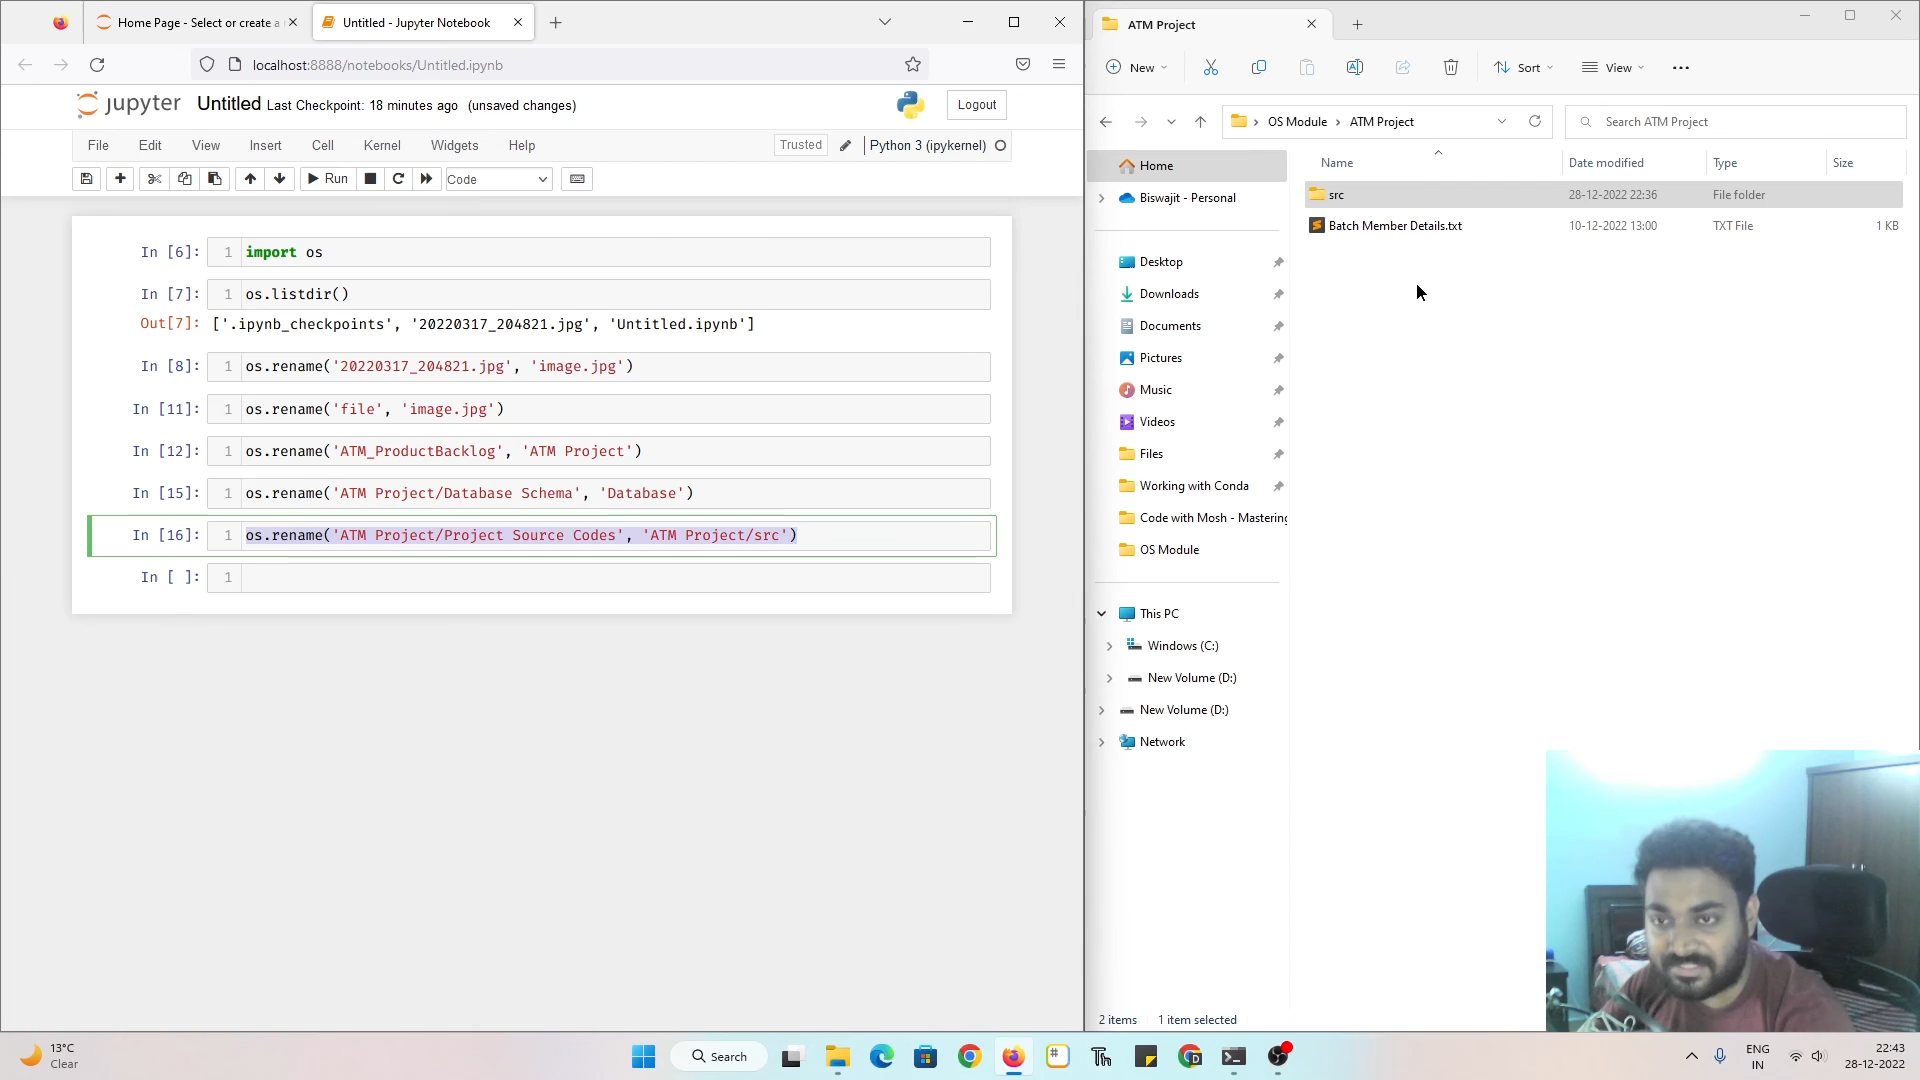 Home Page - Select or create a
Untitled - Jupyter Notebook
localhost:8888/notebooks/Untitled.ipynb
jupyter Untitled Last Checkpoint: 18 minutes ago (unsaved changes)
Logout
File Edit View Insert Cell Kernel Widgets Help
Trusted
Python 3 (ipykernel)
Run
Code
In [6]: 1 import os
In [7]: 1 os.listdir()
Out[7]: ['.ipynb_checkpoints', '20220317_204821.jpg', 'Untitled.ipynb']
In [8]: 1 os.rename('20220317_204821.jpg', 'image.jpg')
In [11]: 1 os.rename('file', 'image.jpg')
In [12]: 1 os.rename('ATM_ProductBacklog', 'ATM Project')
In [15]: 1 os.rename('ATM Project/Database Schema', 'Database')
In [16]: 1 os.rename('ATM Project/Project Source Codes', 'ATM Project/src')
In [ ]: 1
ATM Project
New
Sort
View
OS Module > ATM Project
Search ATM Project
Name Date modified Type Size
src 28-12-2022 22:36 File folder
Batch Member Details.txt 10-12-2022 13:00 TXT File 1 KB
Home
Biswajit - Personal
Desktop
Downloads
Documents
Pictures
Music
Videos
Files
Working with Conda
Code with Mosh - Mastering
OS Module
This PC
Windows (C:)
New Volume (D:)
New Volume (D:)
Network
2 items 1 item selected
13°C
Clear
Search
ENG
IN
22:43
28-12-2022